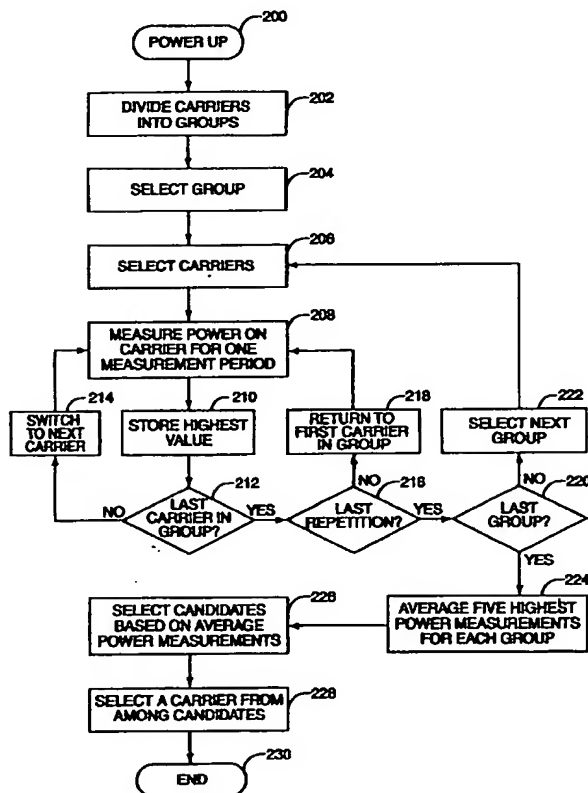 200
POWER UP
202
DIVIDE CARRIERS
INTO GROUPS
204
SELECT GROUP
206
SELECT CARRIERS
208
MEASURE POWER ON
CARRIER FOR ONE
MEASUREMENT PERIOD
214
SWITCH
TO NEXT
CARRIER
210
STORE HIGHEST
VALUE
218
RETURN TO
FIRST CARRIER
IN GROUP
222
SELECT NEXT
GROUP
212
NO
LAST
CARRIER IN
GROUP?
YES
216
NO
LAST
REPETITION?
YES
220
NO
LAST
GROUP?
YES
224
AVERAGE FIVE HIGHEST
POWER MEASUREMENTS
FOR EACH GROUP
226
SELECT CANDIDATES
BASED ON AVERAGE
POWER MEASUREMENTS
228
SELECT A CARRIER FROM
AMONG CANDIDATES
230
END